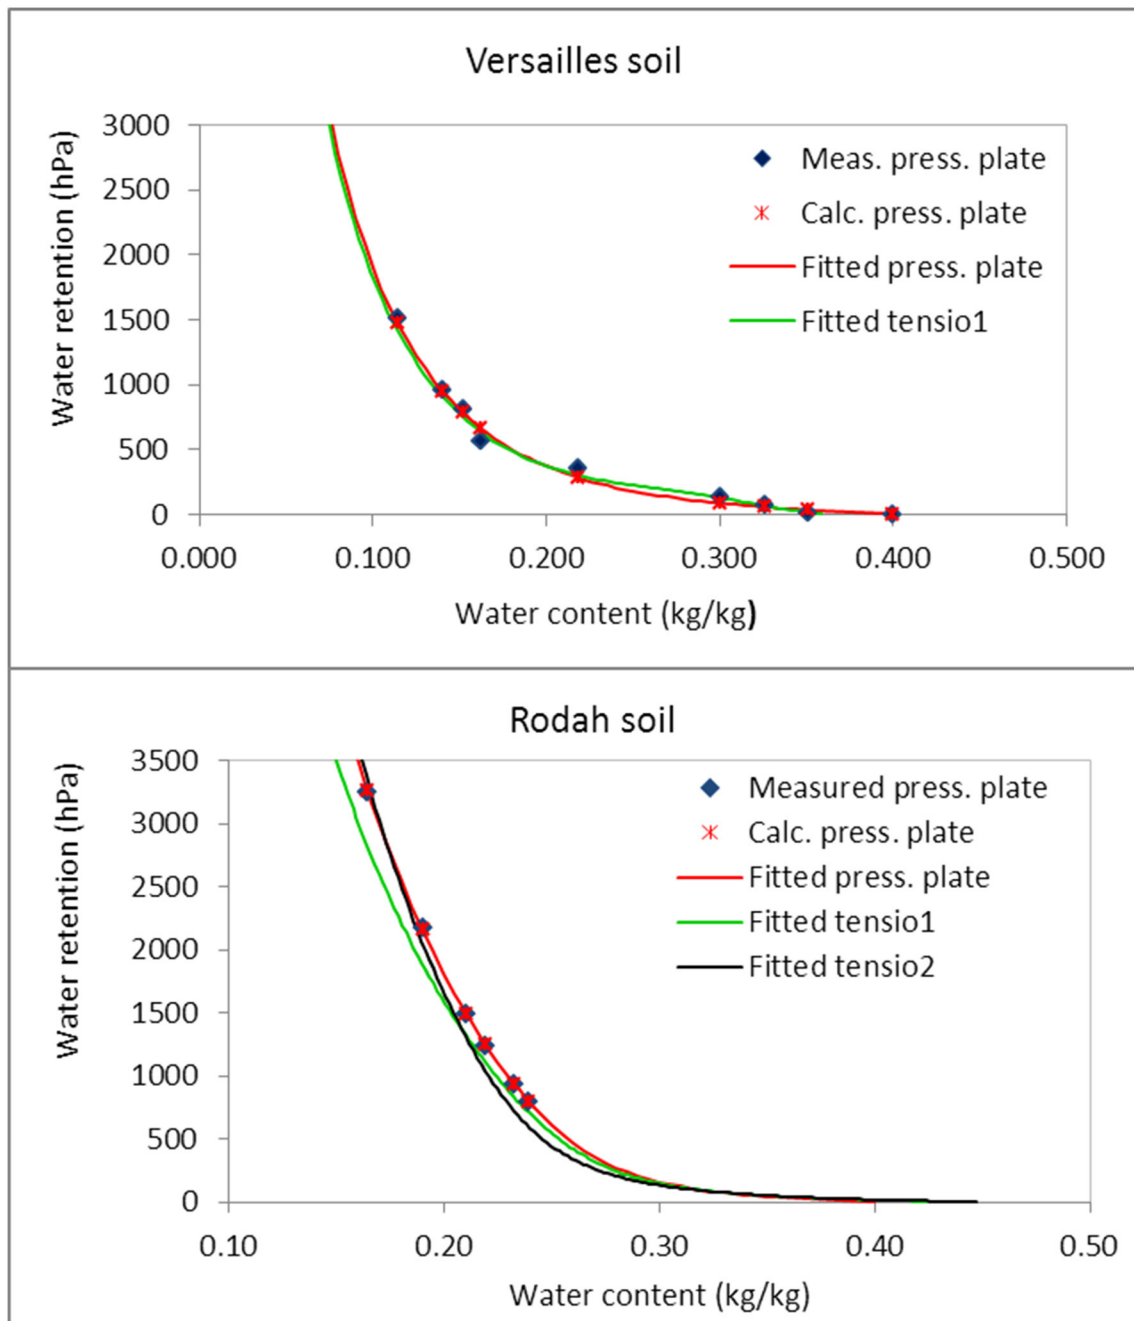 Versailles soil
Water retention (hPa)
3000
2500
2000
1500
1000
500
0
0.000
0.100
0.200
0.300
0.400
0.500
Water content (kg/kg)
Meas. press. plate
Calc. press. plate
Fitted press. plate
Fitted tensio1
Rodah soil
Water retention (hPa)
3500
3000
2500
2000
1500
1000
500
0
0.10
0.20
0.30
0.40
0.50
Water content (kg/kg)
Measured press. plate
Calc. press. plate
Fitted press. plate
Fitted tensio1
Fitted tensio2